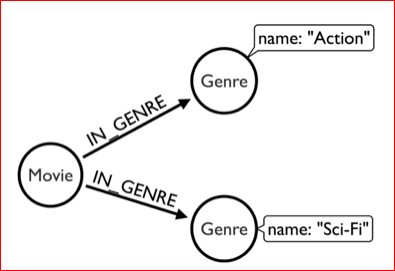 name: "Action"
Genre
IN_GENRE
Movie
IN_GENRE
Genre
name: "Sci-Fi"